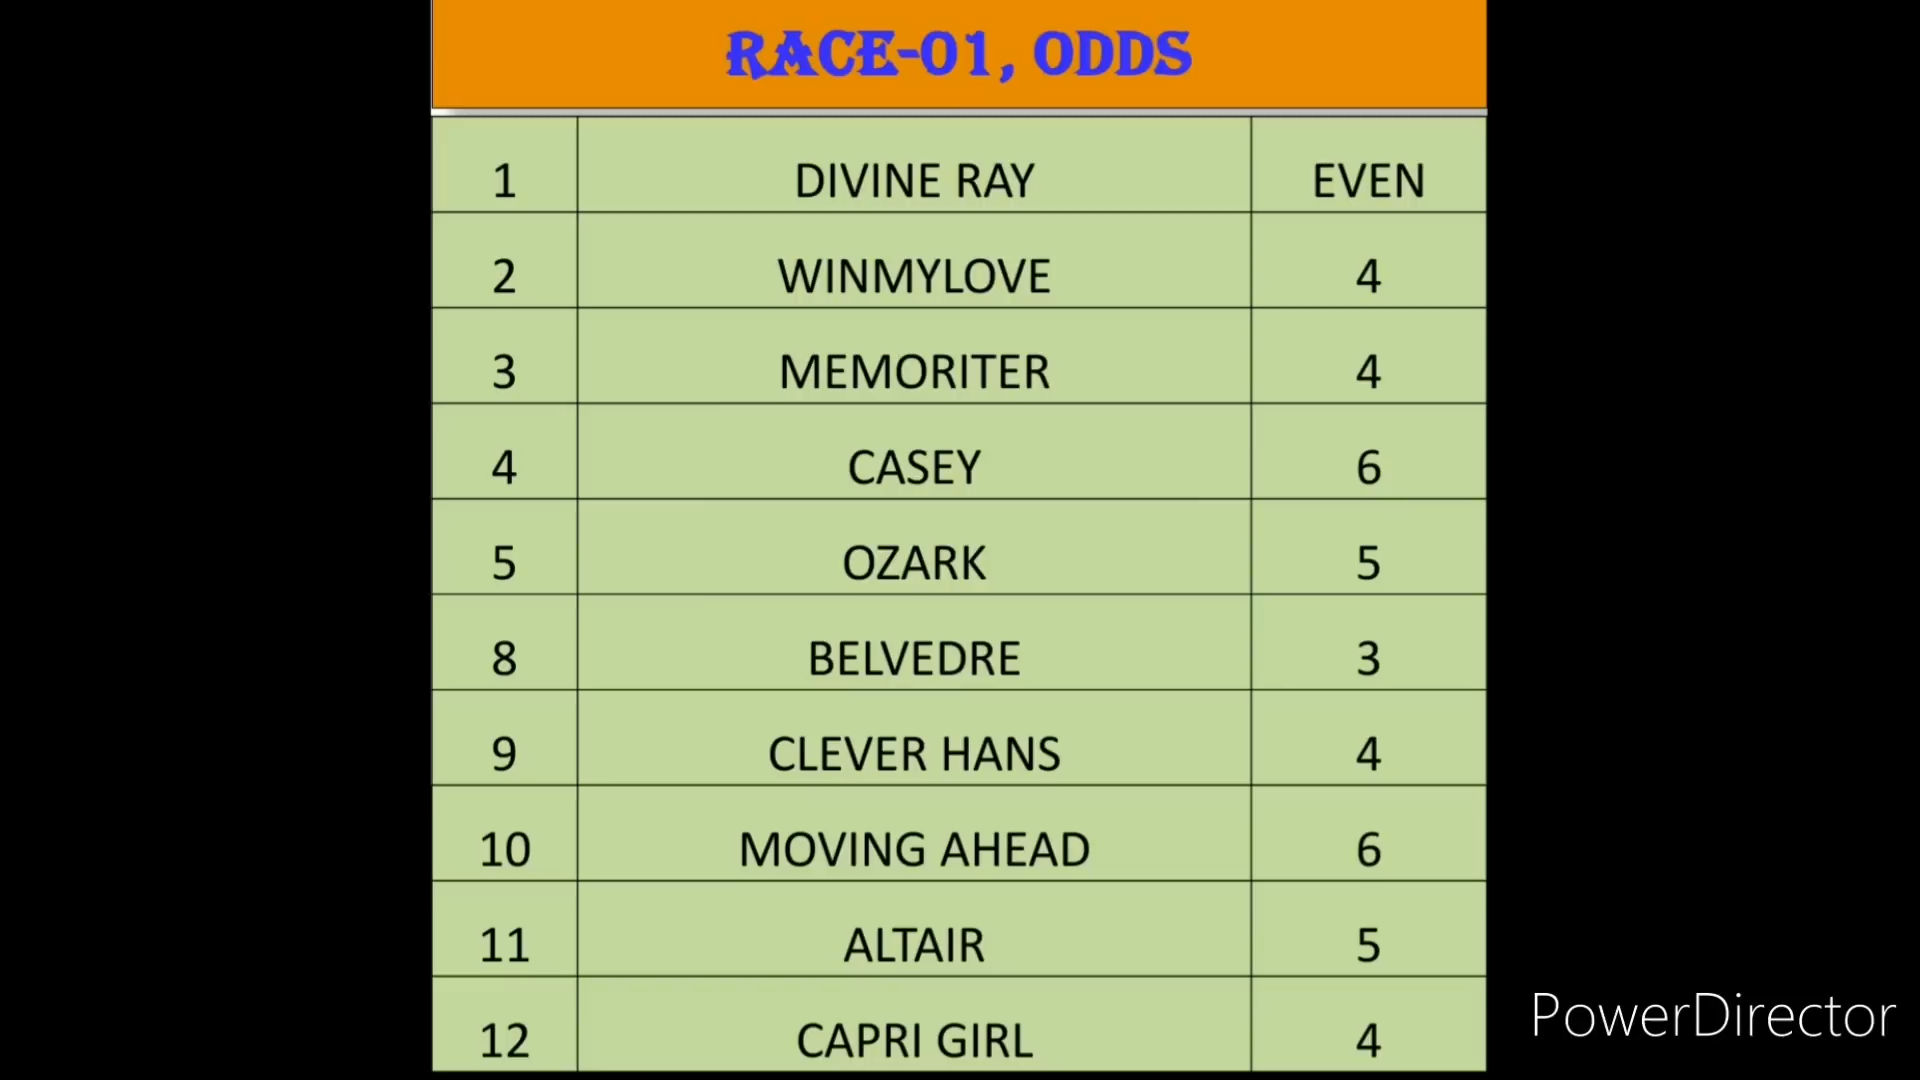 RACE-01, ODDS
1 DIVINE RAY EVEN
2 WINMYLOVE 4
3 MEMORITER 4
4 CASEY 6
5 OZARK 5
8 BELVEDRE 3
9 CLEVER HANS 4
10 MOVING AHEAD 6
11 ALTAIR 5
12 CAPRI GIRL 4
PowerDirector